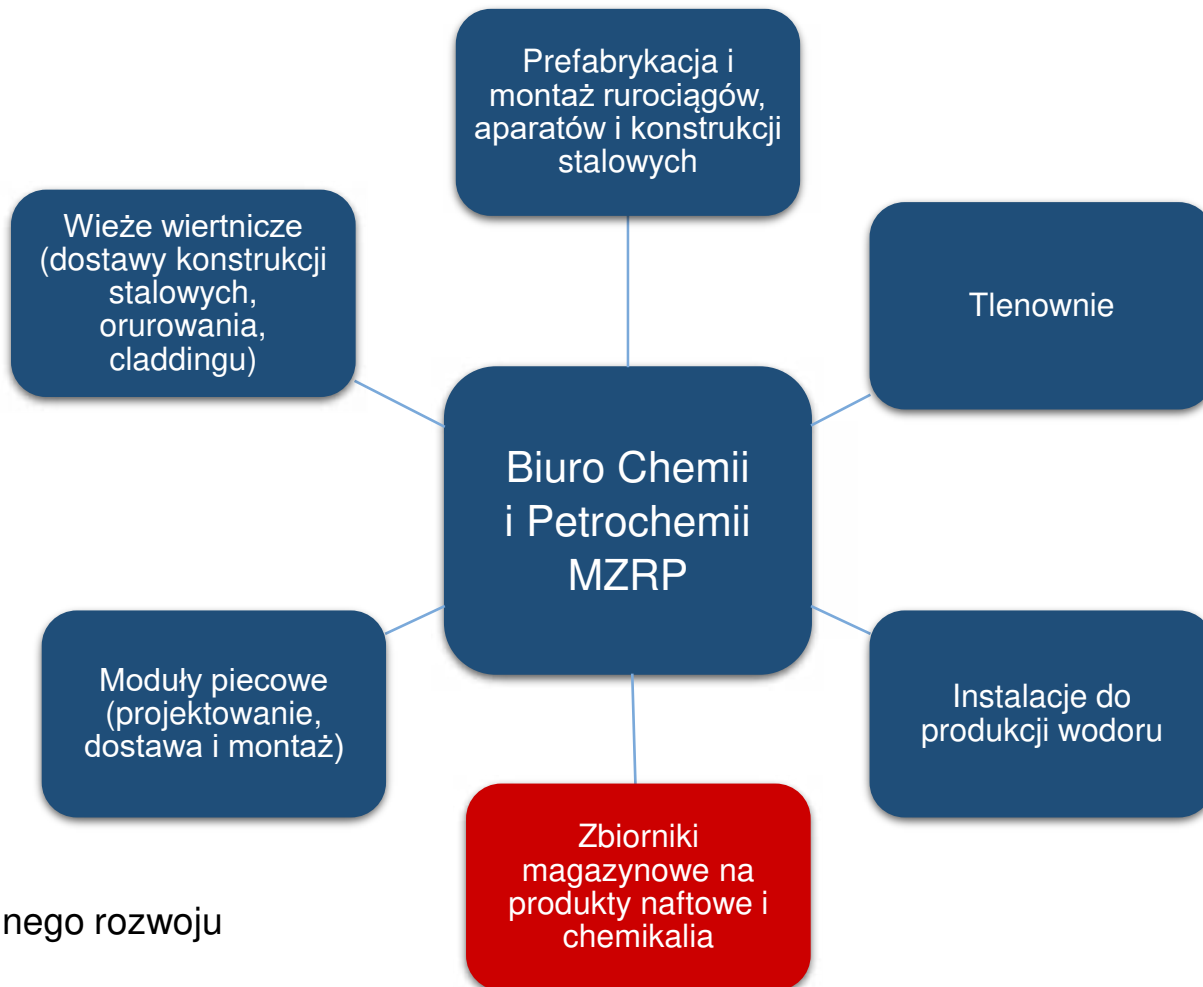 Prefabrykacja i
montaż rurociągów,
aparatów i konstrukcji
stalowych
Wieże wiertnicze
(dostawy konstrukcji
stalowych,
orurowania,
claddingu)
Tlenownie
Biuro Chemii
i Petrochemii
MZRP
Moduły piecowe
(projektowanie,
dostawa i montaż)
Instalacje do
produkcji wodoru
Zbiorniki
magazynowe na
produkty naftowe i
chemikalia
nego rozwoju